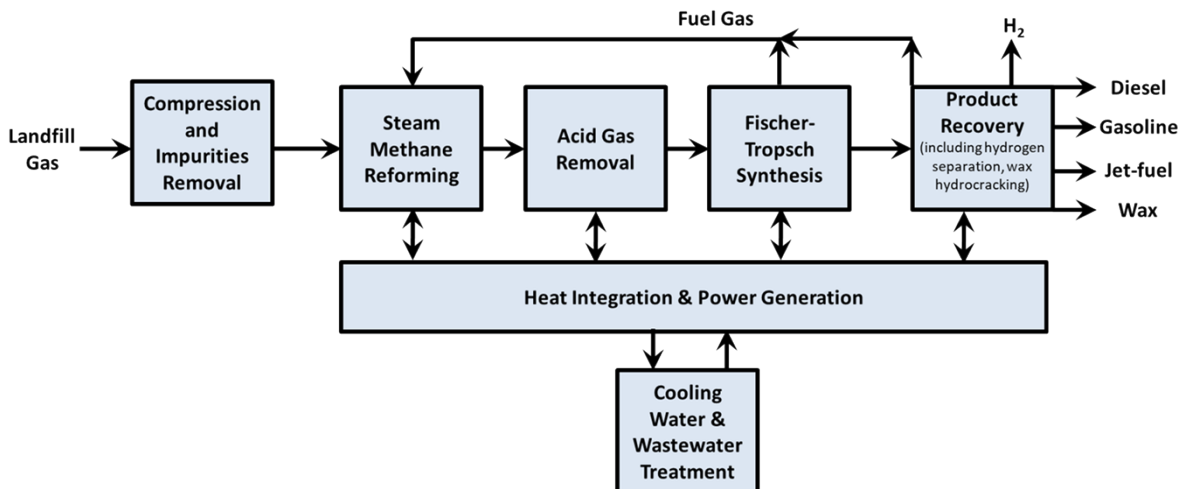 Fuel Gas
H₂
Landfill
Gas
Compression
and
Impurities
Removal
Steam
Methane
Reforming
Acid Gas
Removal
Fischer-
Tropsch
Synthesis
Product
Recovery
(including hydrogen
separation, wax
hydrocracking)
Diesel
Gasoline
Jet-fuel
Wax
Heat Integration & Power Generation
Cooling
Water &
Wastewater
Treatment